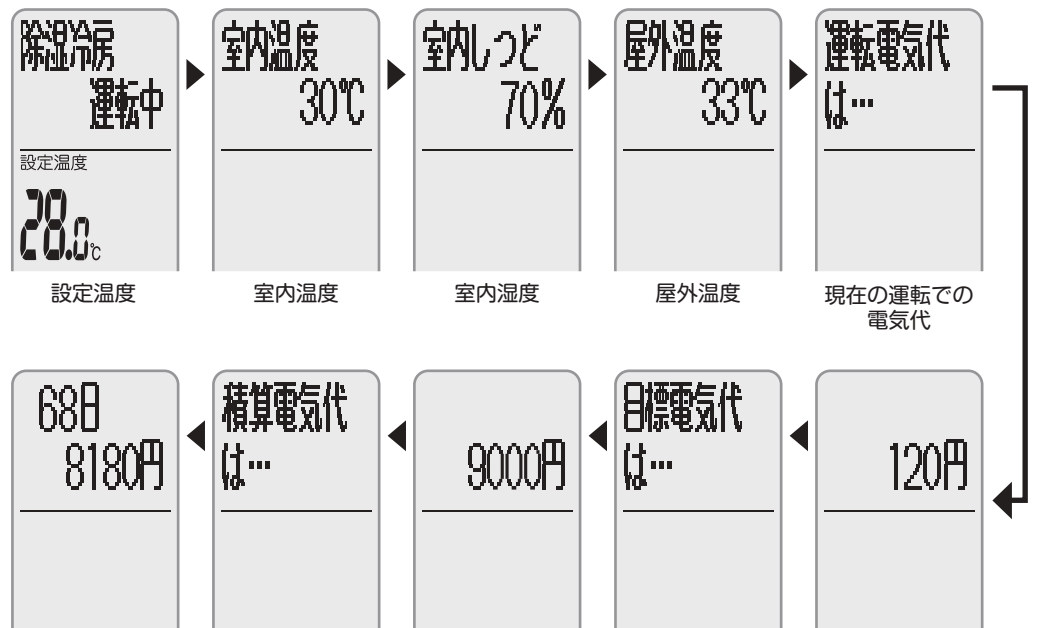 除湿冷房
運転中
設定温度
28.0℃
設定温度
室内温度
30℃
室内温度
室内しつど
70%
室内湿度
屋外温度
33℃
屋外温度
運転電気代
は…
現在の運転での
電気代
120円
目標電気代
は…
9000円
積算電気代
は…
68日
8180円